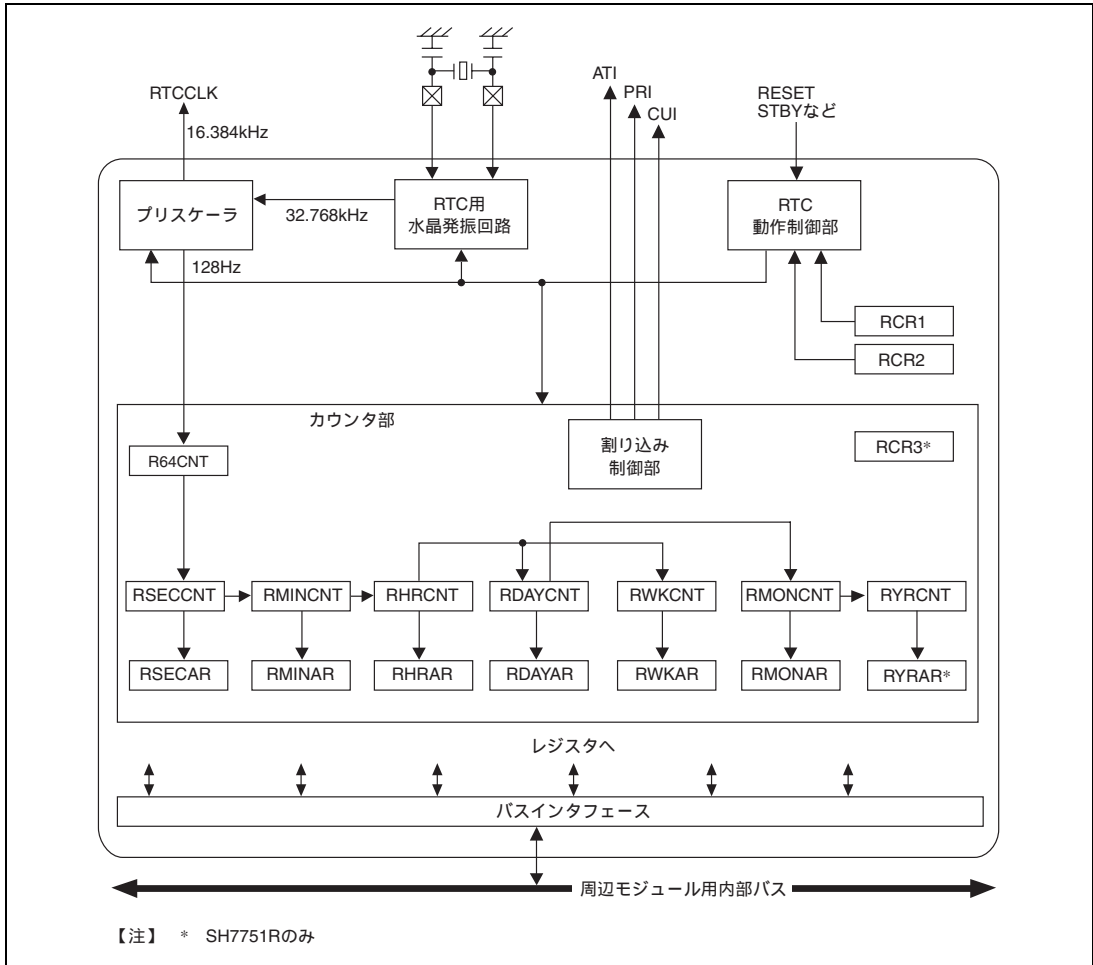 ATI
PRI
CUI
RTCCLK
16.384kHz
RESET
STBYなど
プリスケーラ
32.768kHz
RTC用
水晶発振回路
RTC
動作制御部
128Hz
RCR1
RCR2
カウンタ部
R64CNT
割り込み
制御部
RCR3*
RSECCNT
RMINCNT
RHRCNT
RDAYCNT
RWKCNT
RMONCNT
RYRCNT
RSECAR
RMINAR
RHRAR
RDAYAR
RWKAR
RMONAR
RYRAR*
レジスタへ
バスインタフェース
周辺モジュール用内部バス
【注】 * SH7751Rのみ